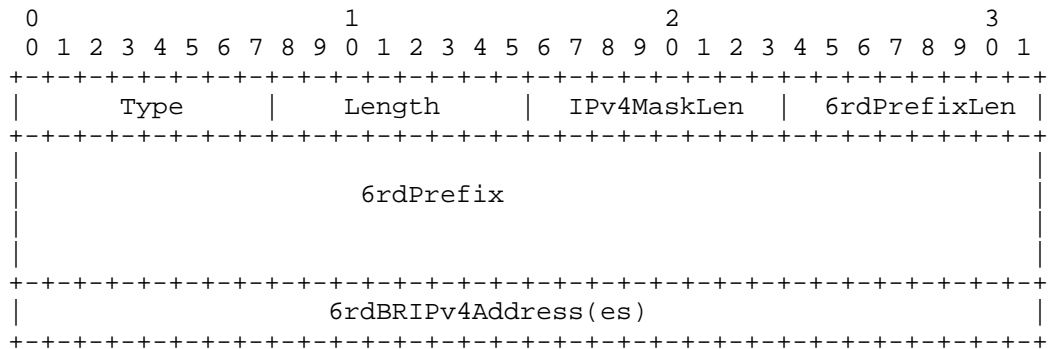 0                   1                   2                   3
 0 1 2 3 4 5 6 7 8 9 0 1 2 3 4 5 6 7 8 9 0 1 2 3 4 5 6 7 8 9 0 1
+-+-+-+-+-+-+-+-+-+-+-+-+-+-+-+-+-+-+-+-+-+-+-+-+-+-+-+-+-+-+-+-+
|      Type     |    Length     |  IPv4MaskLen  |  6rdPrefixLen |
+-+-+-+-+-+-+-+-+-+-+-+-+-+-+-+-+-+-+-+-+-+-+-+-+-+-+-+-+-+-+-+-+
|                                                               |
|                     6rdPrefix                                 |
|                                                               |
|                                                               |
+-+-+-+-+-+-+-+-+-+-+-+-+-+-+-+-+-+-+-+-+-+-+-+-+-+-+-+-+-+-+-+-+
|                   6rdBRIPv4Address(es)                        |
+-+-+-+-+-+-+-+-+-+-+-+-+-+-+-+-+-+-+-+-+-+-+-+-+-+-+-+-+-+-+-+-+